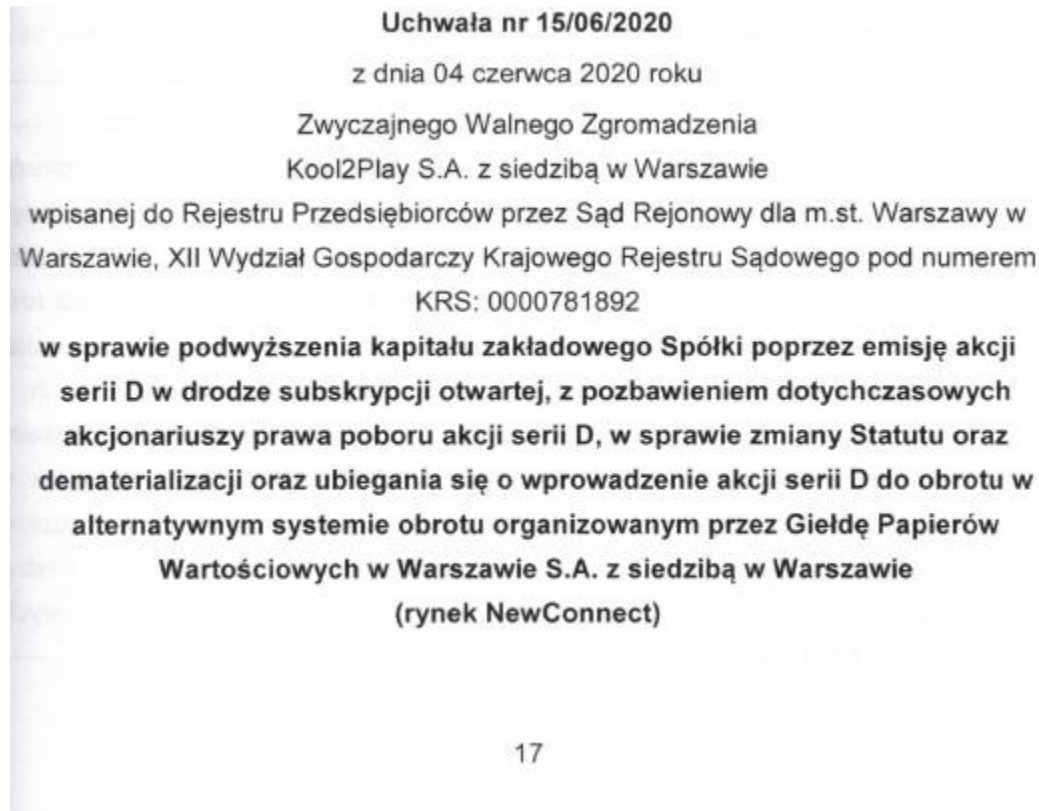 Uchwała nr 15/06/2020
z dnia 04 czerwca 2020 roku
Zwyczajnego Walnego Zgromadzenia
Kool2Play S.A. z siedzibą w Warszawie
wpisanej do Rejestru Przedsiębiorców przez Sąd Rejonowy dla m.st. Warszawy w
Warszawie, XII Wydział Gospodarczy Krajowego Rejestru Sądowego pod numerem
KRS: 0000781892
w sprawie podwyższenia kapitału zakładowego Spółki poprzez emisję akcji
serii D w drodze subskrypcji otwartej, z pozbawieniem dotychczasowych
akcjonariuszy prawa poboru akcji serii D, w sprawie zmiany Statutu oraz
dematerializacji oraz ubiegania się o wprowadzenie akcji serii D do obrotu w
alternatywnym systemie obrotu organizowanym przez Giełdę Papierów
Wartościowych w Warszawie S.A. z siedzibą w Warszawie
(rynek NewConnect)
17